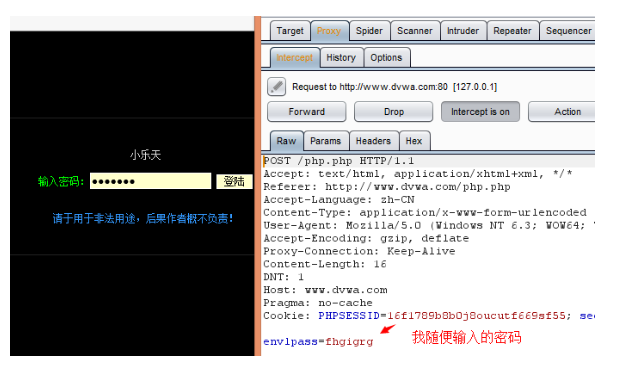 小乐天
输入密码: ●●●●●●● 登陆
请于用于非法用途，后果作者概不负责！
Target Proxy Spider Scanner Intruder Repeater Sequencer
Intercept History Options
Request to http://www.dvwa.com:80 [127.0.0.1]
Forward Drop Intercept is on Action
Raw Params Headers Hex
POST /php.php HTTP/1.1
Accept: text/html, application/xhtml+xml, */*
Referer: http://www.dvwa.com/php.php
Accept-Language: zh-CN
Content-Type: application/x-www-form-urlencoded
User-Agent: Mozilla/5.0 (Windows NT 6.3; WOW64;
Accept-Encoding: gzip, deflate
Proxy-Connection: Keep-Alive
Content-Length: 16
DNT: 1
Host: www.dvwa.com
Pragma: no-cache
Cookie: PHPSESSID=16f1789b8b0j8oucutf669sf55; sec
envlpass=fhgigrg
我随便输入的密码